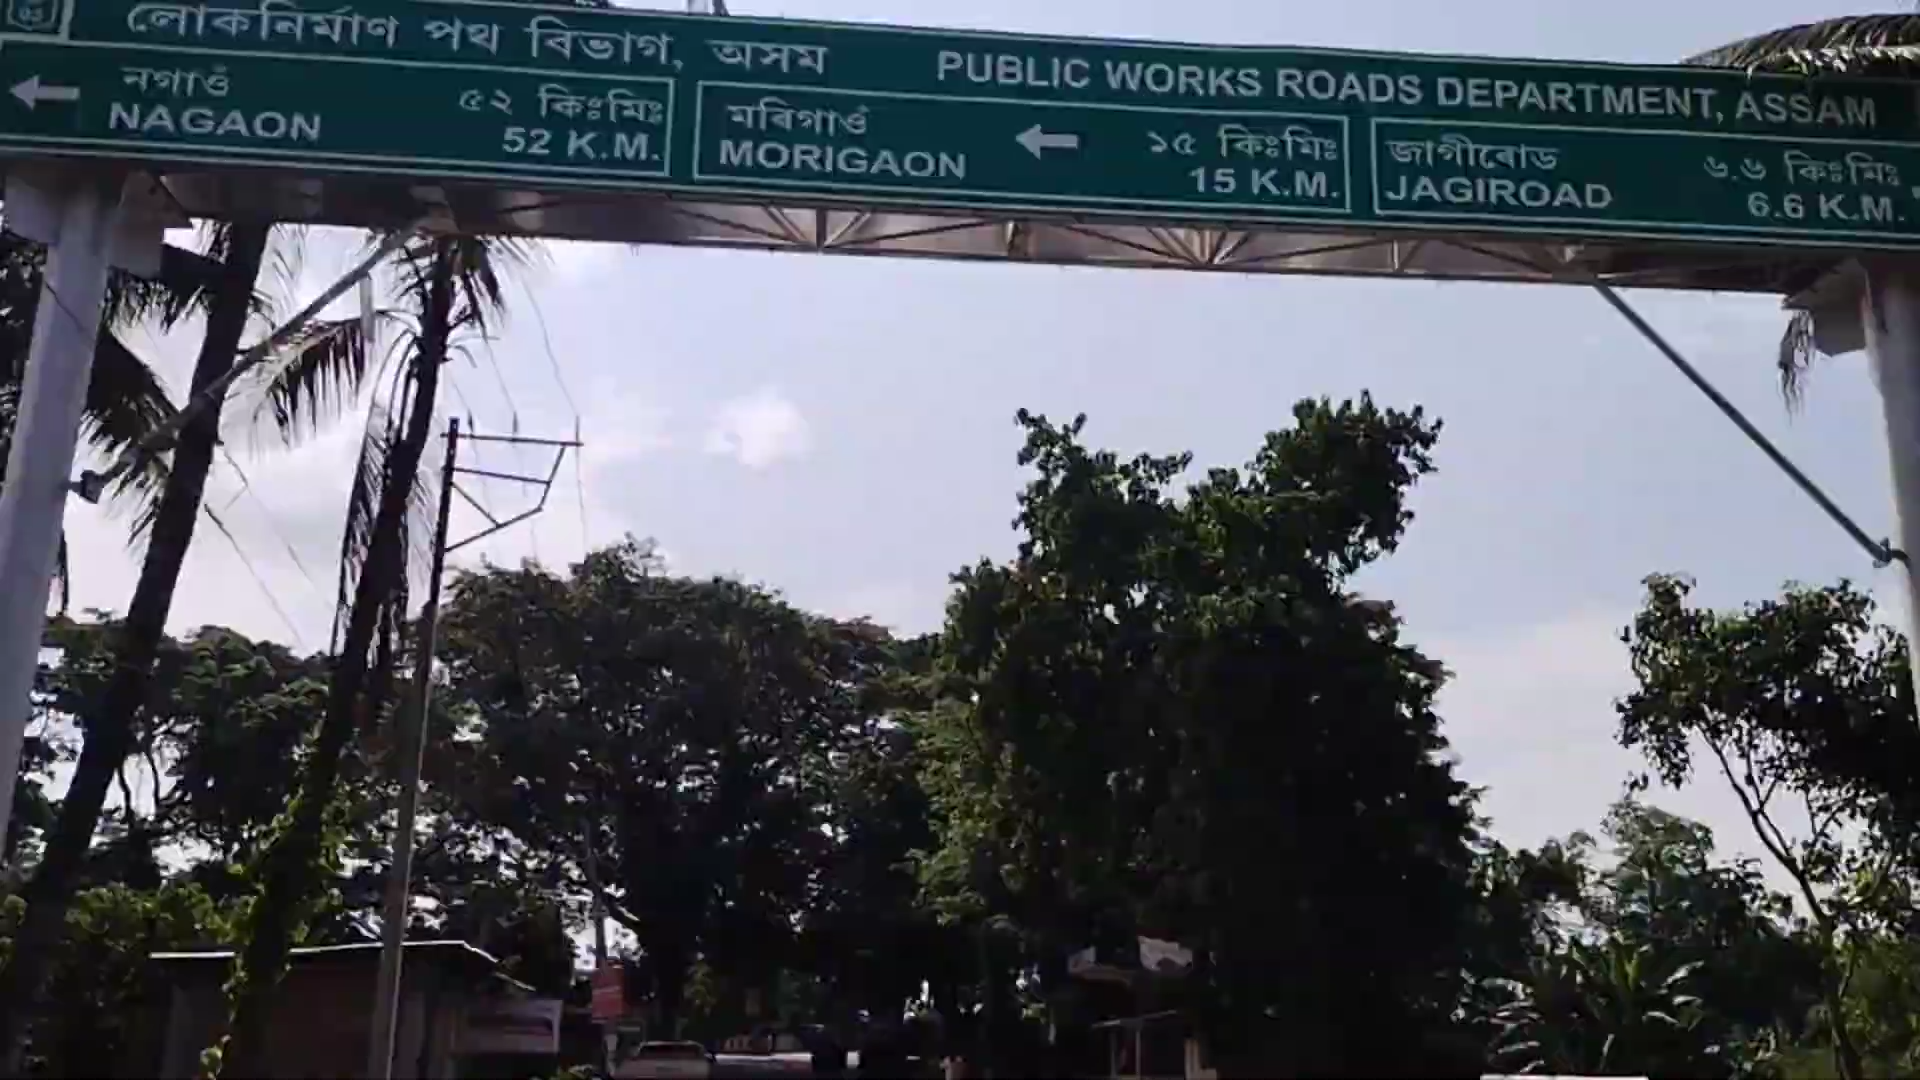 লোকনিৰ্মাণ পথ বিভাগ, অসম
PUBLIC WORKS ROADS DEPARTMENT, ASSAM
নগাওঁ
NAGAON
৫২ কিঃমিঃ
52 K.M.
মৰিগাওঁ
MORIGAON
১৫ কিঃমিঃ
15 K.M.
জাগীৰোড
JAGIROAD
৬.৬ কিঃমিঃ
6.6 K.M.